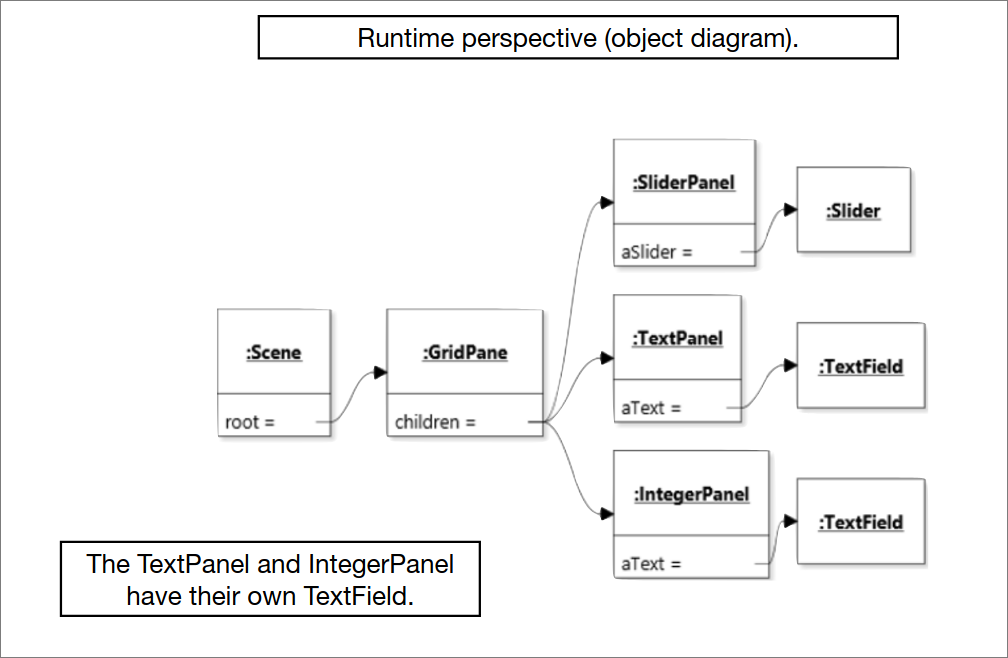 Runtime perspective (object diagram).
:SliderPanel
aSlider =
:Slider
:Scene
root =
:GridPane
children =
:TextPanel
aText =
:TextField
:IntegerPanel
aText =
:TextField
The TextPanel and IntegerPanel
have their own TextField.